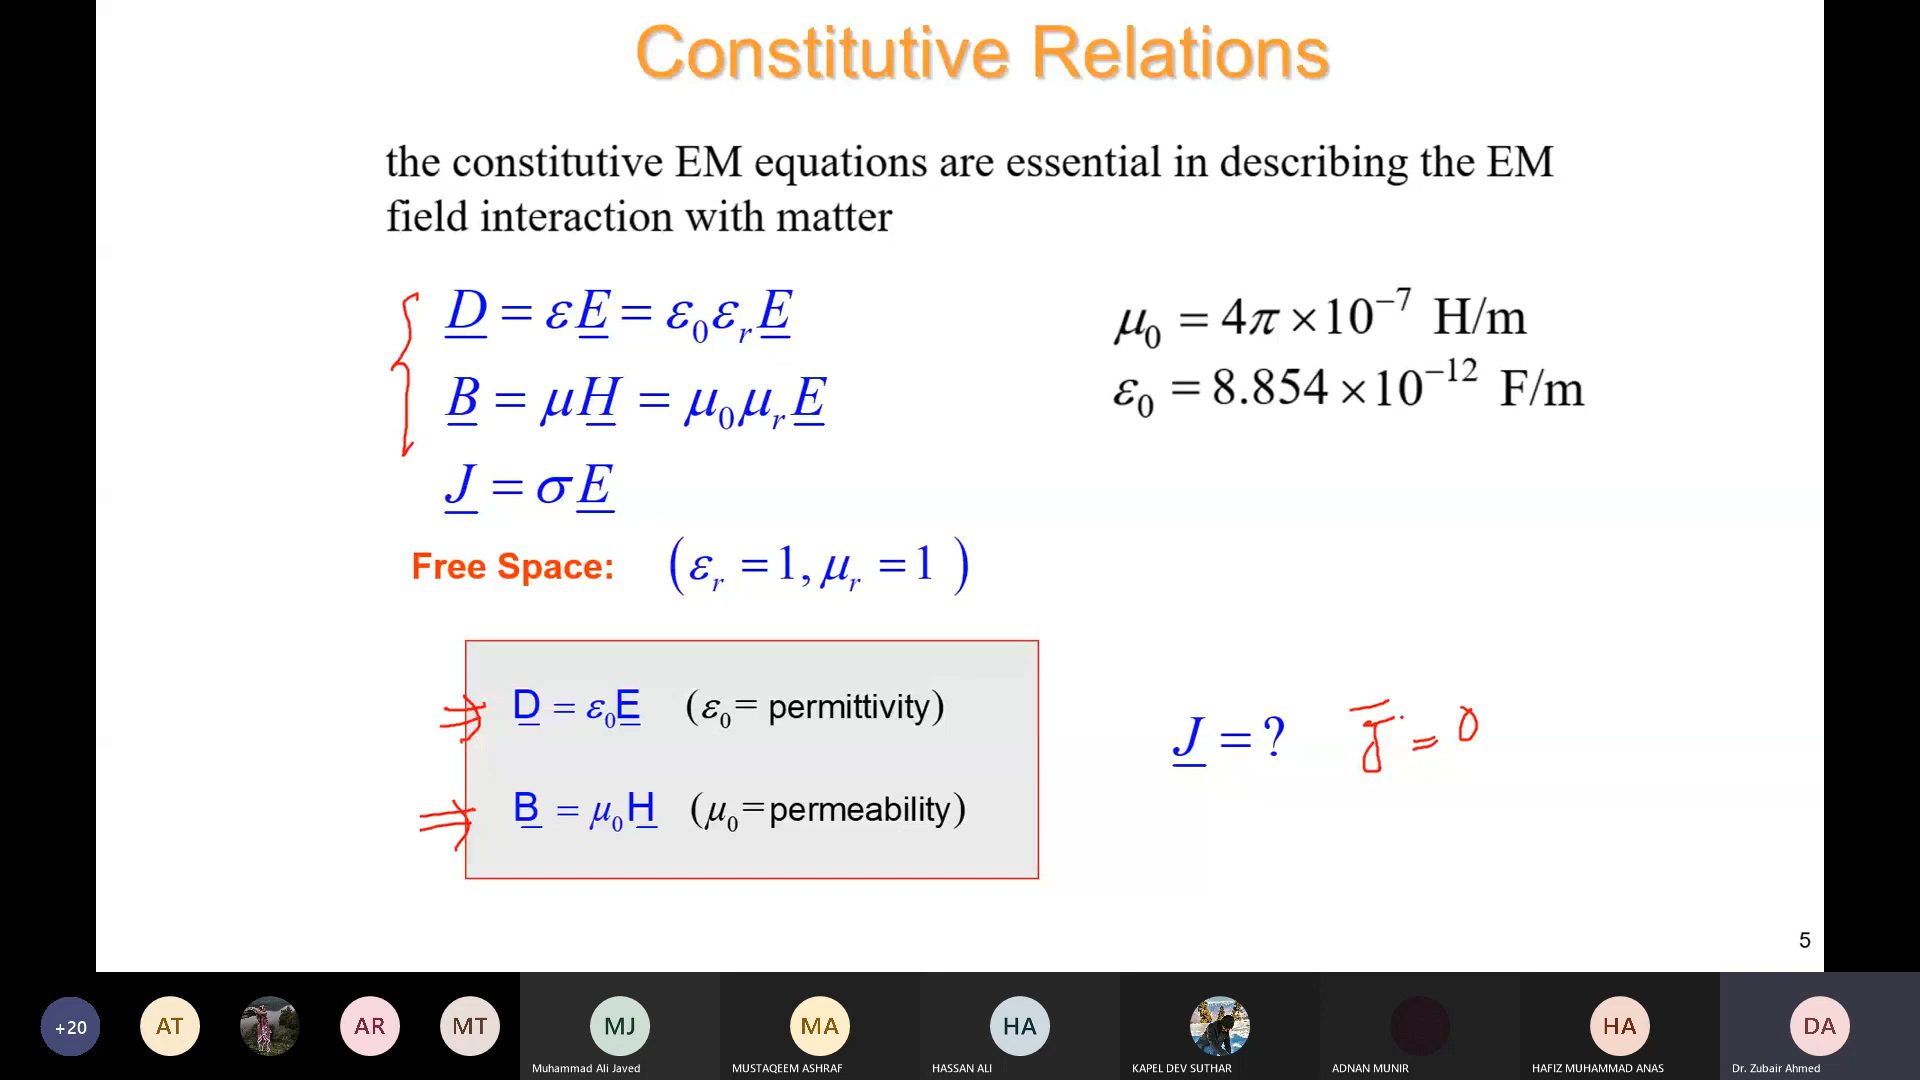 Constitutive Relations
the constitutive EM equations are essential in describing the EM
field interaction with matter
D = εE = ε₀εᵣE
B = μH = μ₀μᵣE
J = σE
μ₀ = 4π ×10⁻⁷ H/m
ε₀ = 8.854 ×10⁻¹² F/m
Free Space: (εᵣ = 1, μᵣ = 1 )
D = ε₀E (ε₀ = permittivity)
B = μ₀H (μ₀ = permeability)
J = ? J = 0
5
+20
AT
AR
MT
MJ
Muhammad Ali Javed
MA
MUSTAQEEM ASHRAF
HA
HASSAN ALI
KAPEL DEV SUTHAR
ADNAN MUNIR
HA
HAFIZ MUHAMMAD ANAS
DA
Dr. Zubair Ahmed